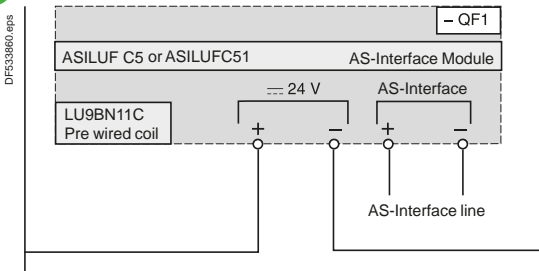 DF533860.eps
– QF1
ASILUF C5 or ASILUFC51 AS-Interface Module
⎓ 24 V AS-Interface
LU9BN11C
Pre wired coil
+ – + –
AS-Interface line